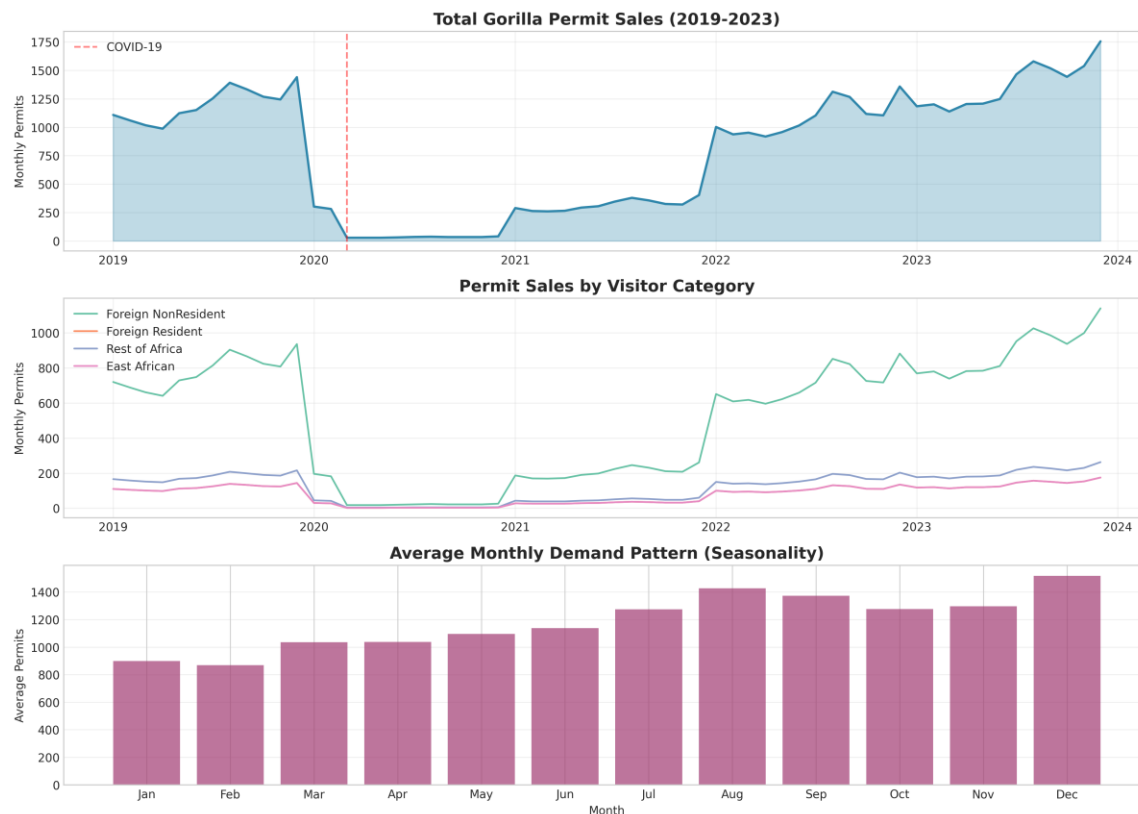 Total Gorilla Permit Sales (2019-2023)
COVID-19
Monthly Permits
1750
1500
1250
1000
750
500
250
0
2019 2020 2021 2022 2023 2024
Permit Sales by Visitor Category
Foreign NonResident
Foreign Resident
Rest of Africa
East African
Monthly Permits
1000
800
600
400
200
0
2019 2020 2021 2022 2023 2024
Average Monthly Demand Pattern (Seasonality)
Average Permits
1400
1200
1000
800
600
400
200
0
Jan Feb Mar Apr May Jun Jul Aug Sep Oct Nov Dec
Month